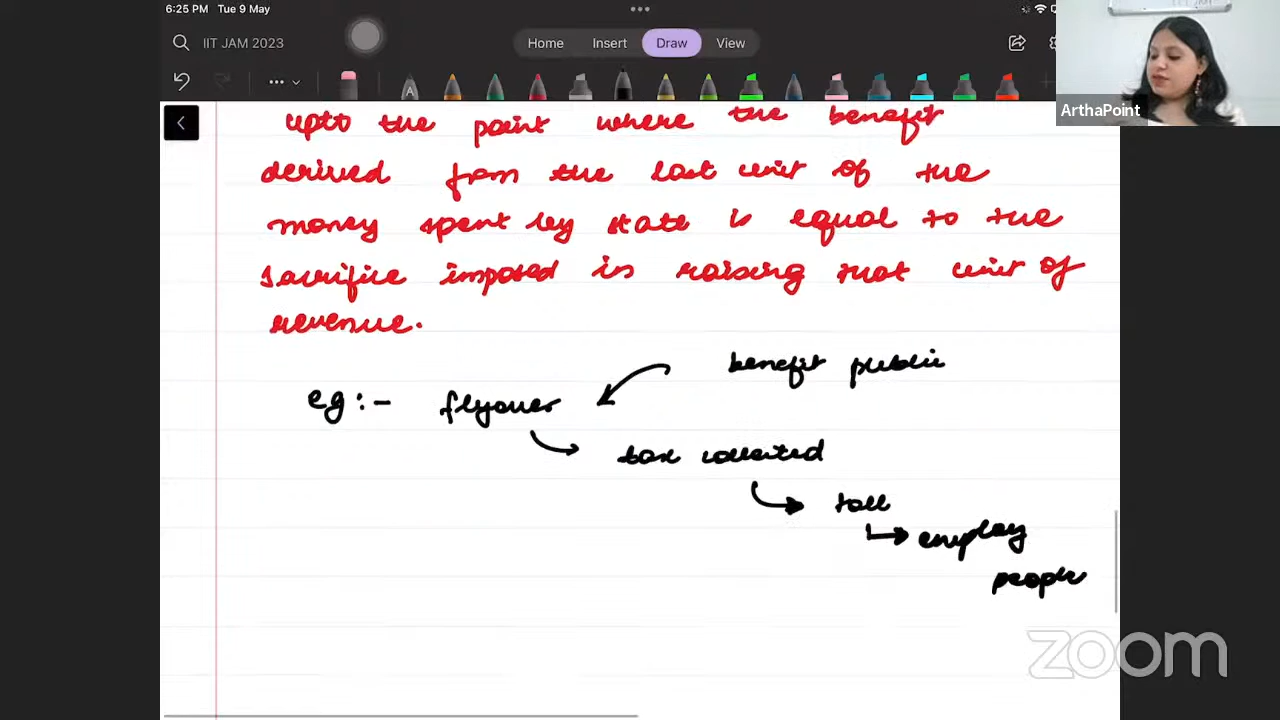 6:25 PM Tue 9 May
IIT JAM 2023
Home Insert Draw View
A
ArthaPoint
upto the point where the benefit
derived from the last unit of the
money spent by state is equal to the
sacrifice imposed in raising that unit of
revenue.
benefit public
eg :- flyover
tax collected
toll
employ
people
zoom